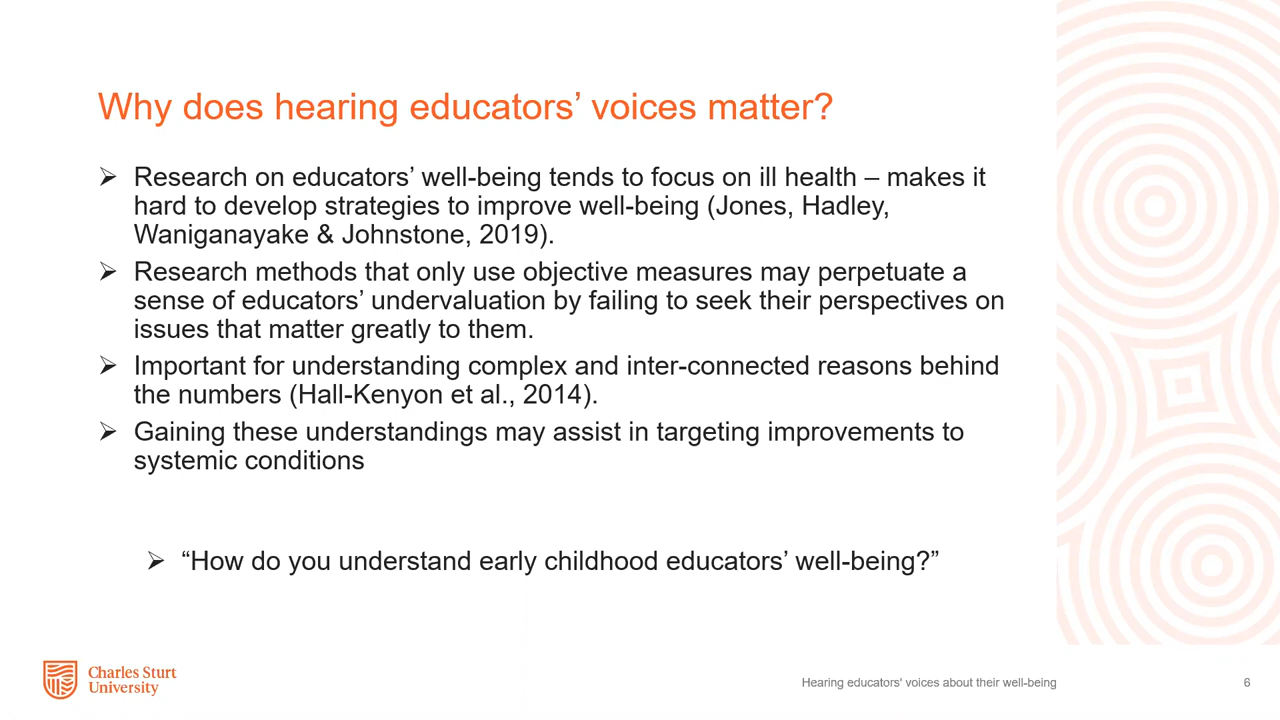 Why does hearing educators’ voices matter?
➢ Research on educators’ well-being tends to focus on ill health – makes it
hard to develop strategies to improve well-being (Jones, Hadley,
Waniganayake & Johnstone, 2019).
➢ Research methods that only use objective measures may perpetuate a
sense of educators’ undervaluation by failing to seek their perspectives on
issues that matter greatly to them.
➢ Important for understanding complex and inter-connected reasons behind
the numbers (Hall-Kenyon et al., 2014).
➢ Gaining these understandings may assist in targeting improvements to
systemic conditions
➢ “How do you understand early childhood educators’ well-being?”
Charles Sturt
University
Hearing educators' voices about their well-being
6